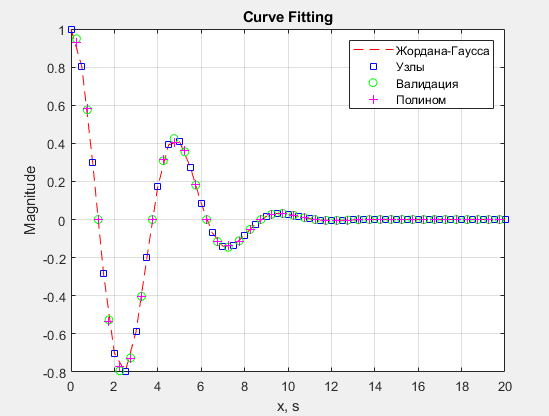 Curve Fitting
1
0.8
0.6
0.4
0.2
0
-0.2
-0.4
-0.6
-0.8
Magnitude
Жордана-Гаусса
Узлы
Валидация
Полином
0 2 4 6 8 10 12 14 16 18 20
x, s